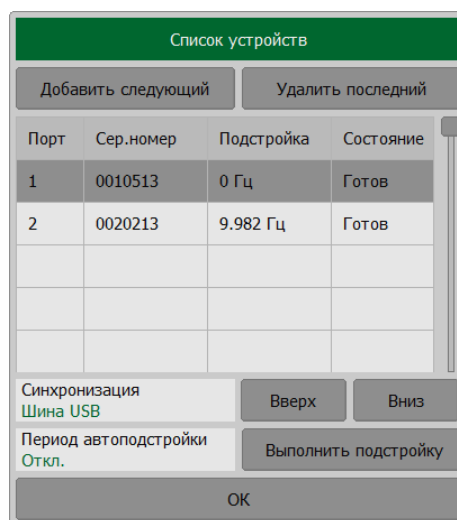 Список устройств
Добавить следующий Удалить последний
Порт Сер.номер Подстройка Состояние
1 0010513 0 Гц Готов
2 0020213 9.982 Гц Готов
Синхронизация
Шина USB
Вверх Вниз
Период автоподстройки
Откл.
Выполнить подстройку
ОК